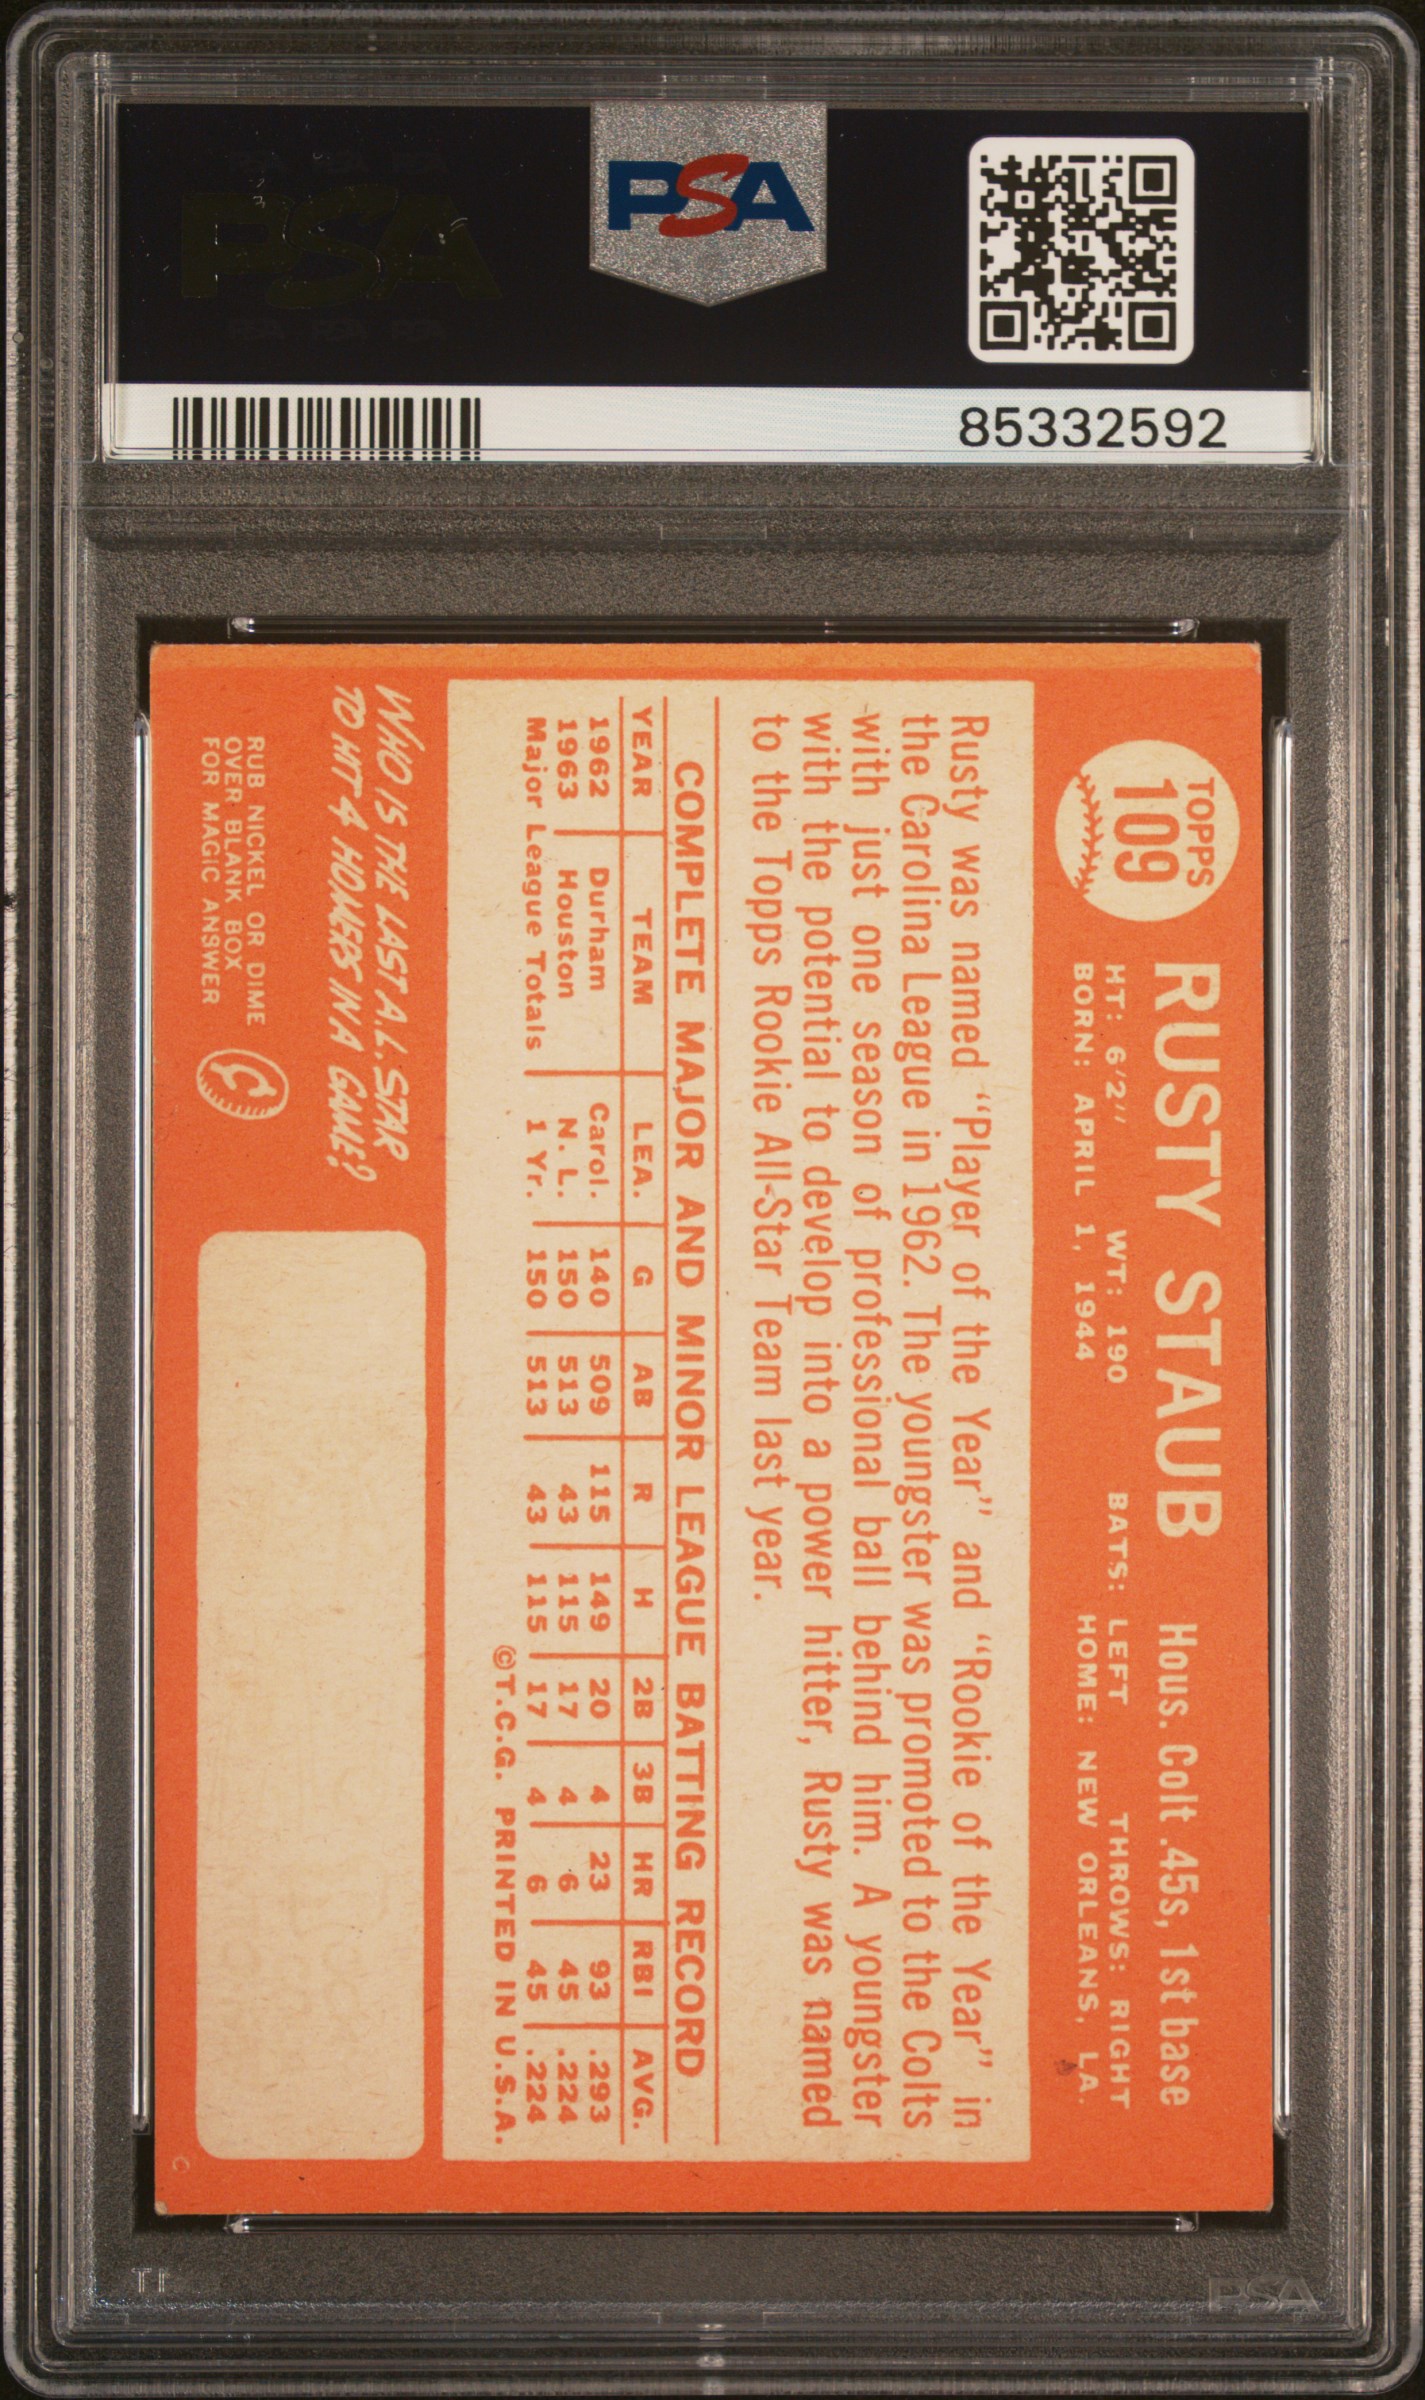 PSA
PSA
85332592
TOPPS
109
RUSTY STAUB Hous. Colt .45s, 1st base
HT: 6'2" WT: 190 BATS: LEFT THROWS: RIGHT
BORN: APRIL 1, 1944 HOME: NEW ORLEANS, LA.
Rusty was named "Player of the Year" and "Rookie of the Year" in
the Carolina League in 1962. The youngster was promoted to the Colts
with just one season of professional ball behind him. A youngster
with the potential to develop into a power hitter, Rusty was named
to the Topps Rookie All-Star Team last year.
COMPLETE MAJOR AND MINOR LEAGUE BATTING RECORD
YEAR TEAM LEA. G AB R H 2B 3B HR RBI AVG.
1962 Durham Carol. 140 509 115 149 20 4 23 93 .293
1963 Houston N. L. 150 513 43 115 17 4 6 45 .224
Major League Totals 1 Yr. 150 513 43 115 17 4 6 45 .224
©T.C.G. PRINTED IN U.S.A.
WHO IS THE LAST A.L. STAR
TO HIT 4 HOMERS IN A GAME?
RUB NICKEL OR DIME
OVER BLANK BOX
FOR MAGIC ANSWER
PSA